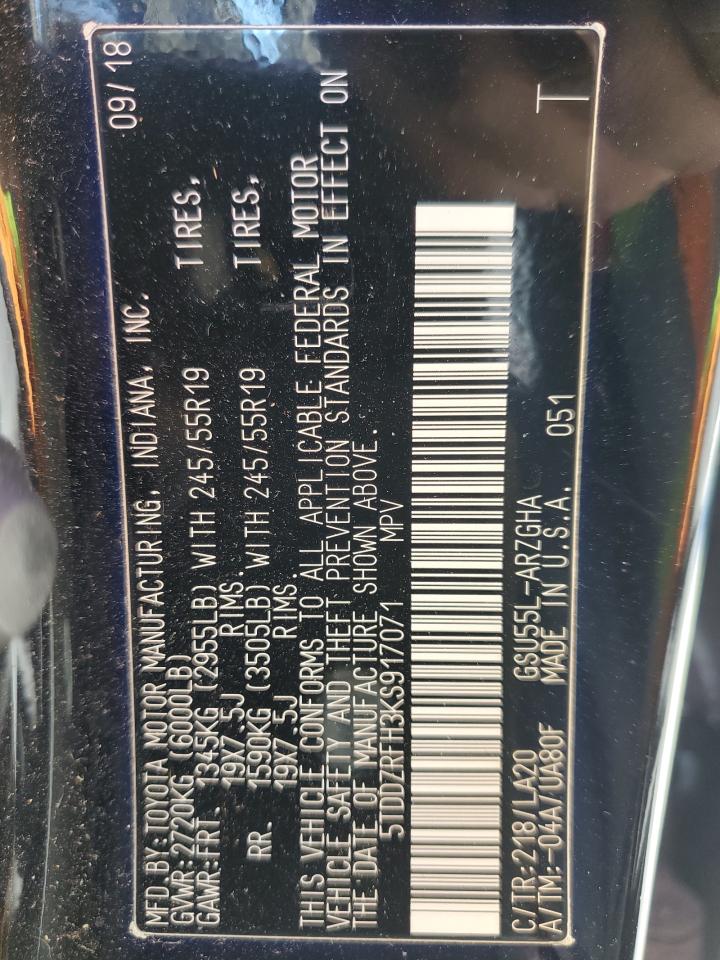 MFD.BY:TOYOTA MOTOR MANUFACTURING, INDIANA, INC. 09/18
GVWR:2720KG (6000LB)
GAWR:FRT. 1345KG (2955LB) WITH 245/55R19 TIRES,
19X7.5J RIMS.
RR. 1590KG (3505LB) WITH 245/55R19 TIRES,
19X7.5J RIMS.
THIS VEHICLE CONFORMS TO ALL APPLICABLE FEDERAL MOTOR
VEHICLE SAFETY AND THEFT PREVENTION STANDARDS IN EFFECT ON
THE DATE OF MANUFACTURE SHOWN ABOVE.
5TDDZRFH3KS917071 MPV
C/TR:218/LA20 GSU55L-ARZGHA
A/TM:-04A/UA80F MADE IN U.S.A. 051 T